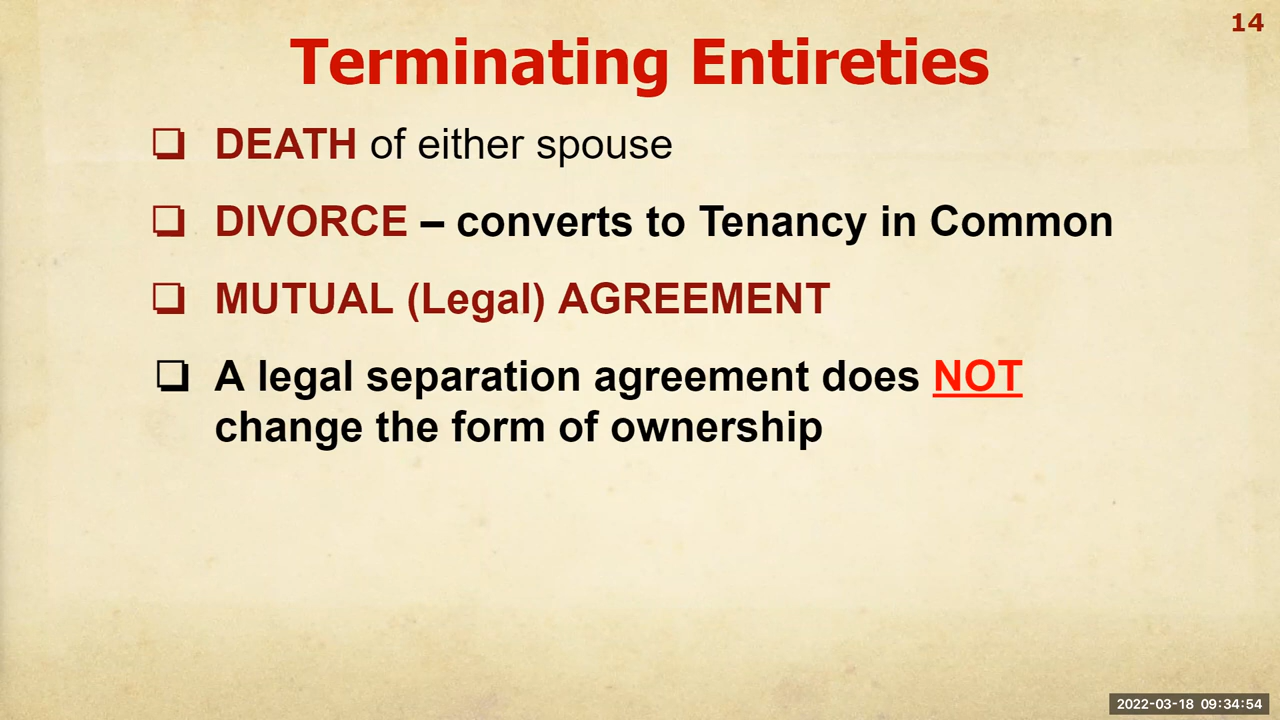 14
Terminating Entireties
❑ DEATH of either spouse
❑ DIVORCE – converts to Tenancy in Common
❑ MUTUAL (Legal) AGREEMENT
❑ A legal separation agreement does NOT
change the form of ownership
2022-03-18 09:34:54